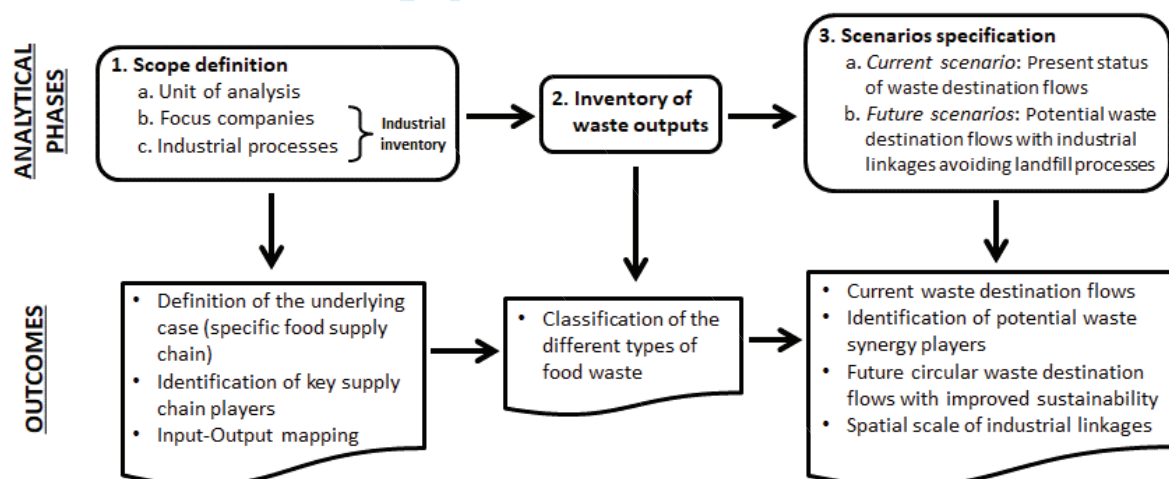 ANALYTICAL
PHASES
1. Scope definition
a. Unit of analysis
b. Focus companies
c. Industrial processes
Industrial
inventory
2. Inventory of
waste outputs
3. Scenarios specification
a. Current scenario: Present status
of waste destination flows
b. Future scenarios: Potential waste
destination flows with industrial
linkages avoiding landfill processes
OUTCOMES
• Definition of the underlying
case (specific food supply
chain)
• Identification of key supply
chain players
• Input-Output mapping
• Classification of the
different types of
food waste
• Current waste destination flows
• Identification of potential waste
synergy players
• Future circular waste destination
flows with improved sustainability
• Spatial scale of industrial linkages